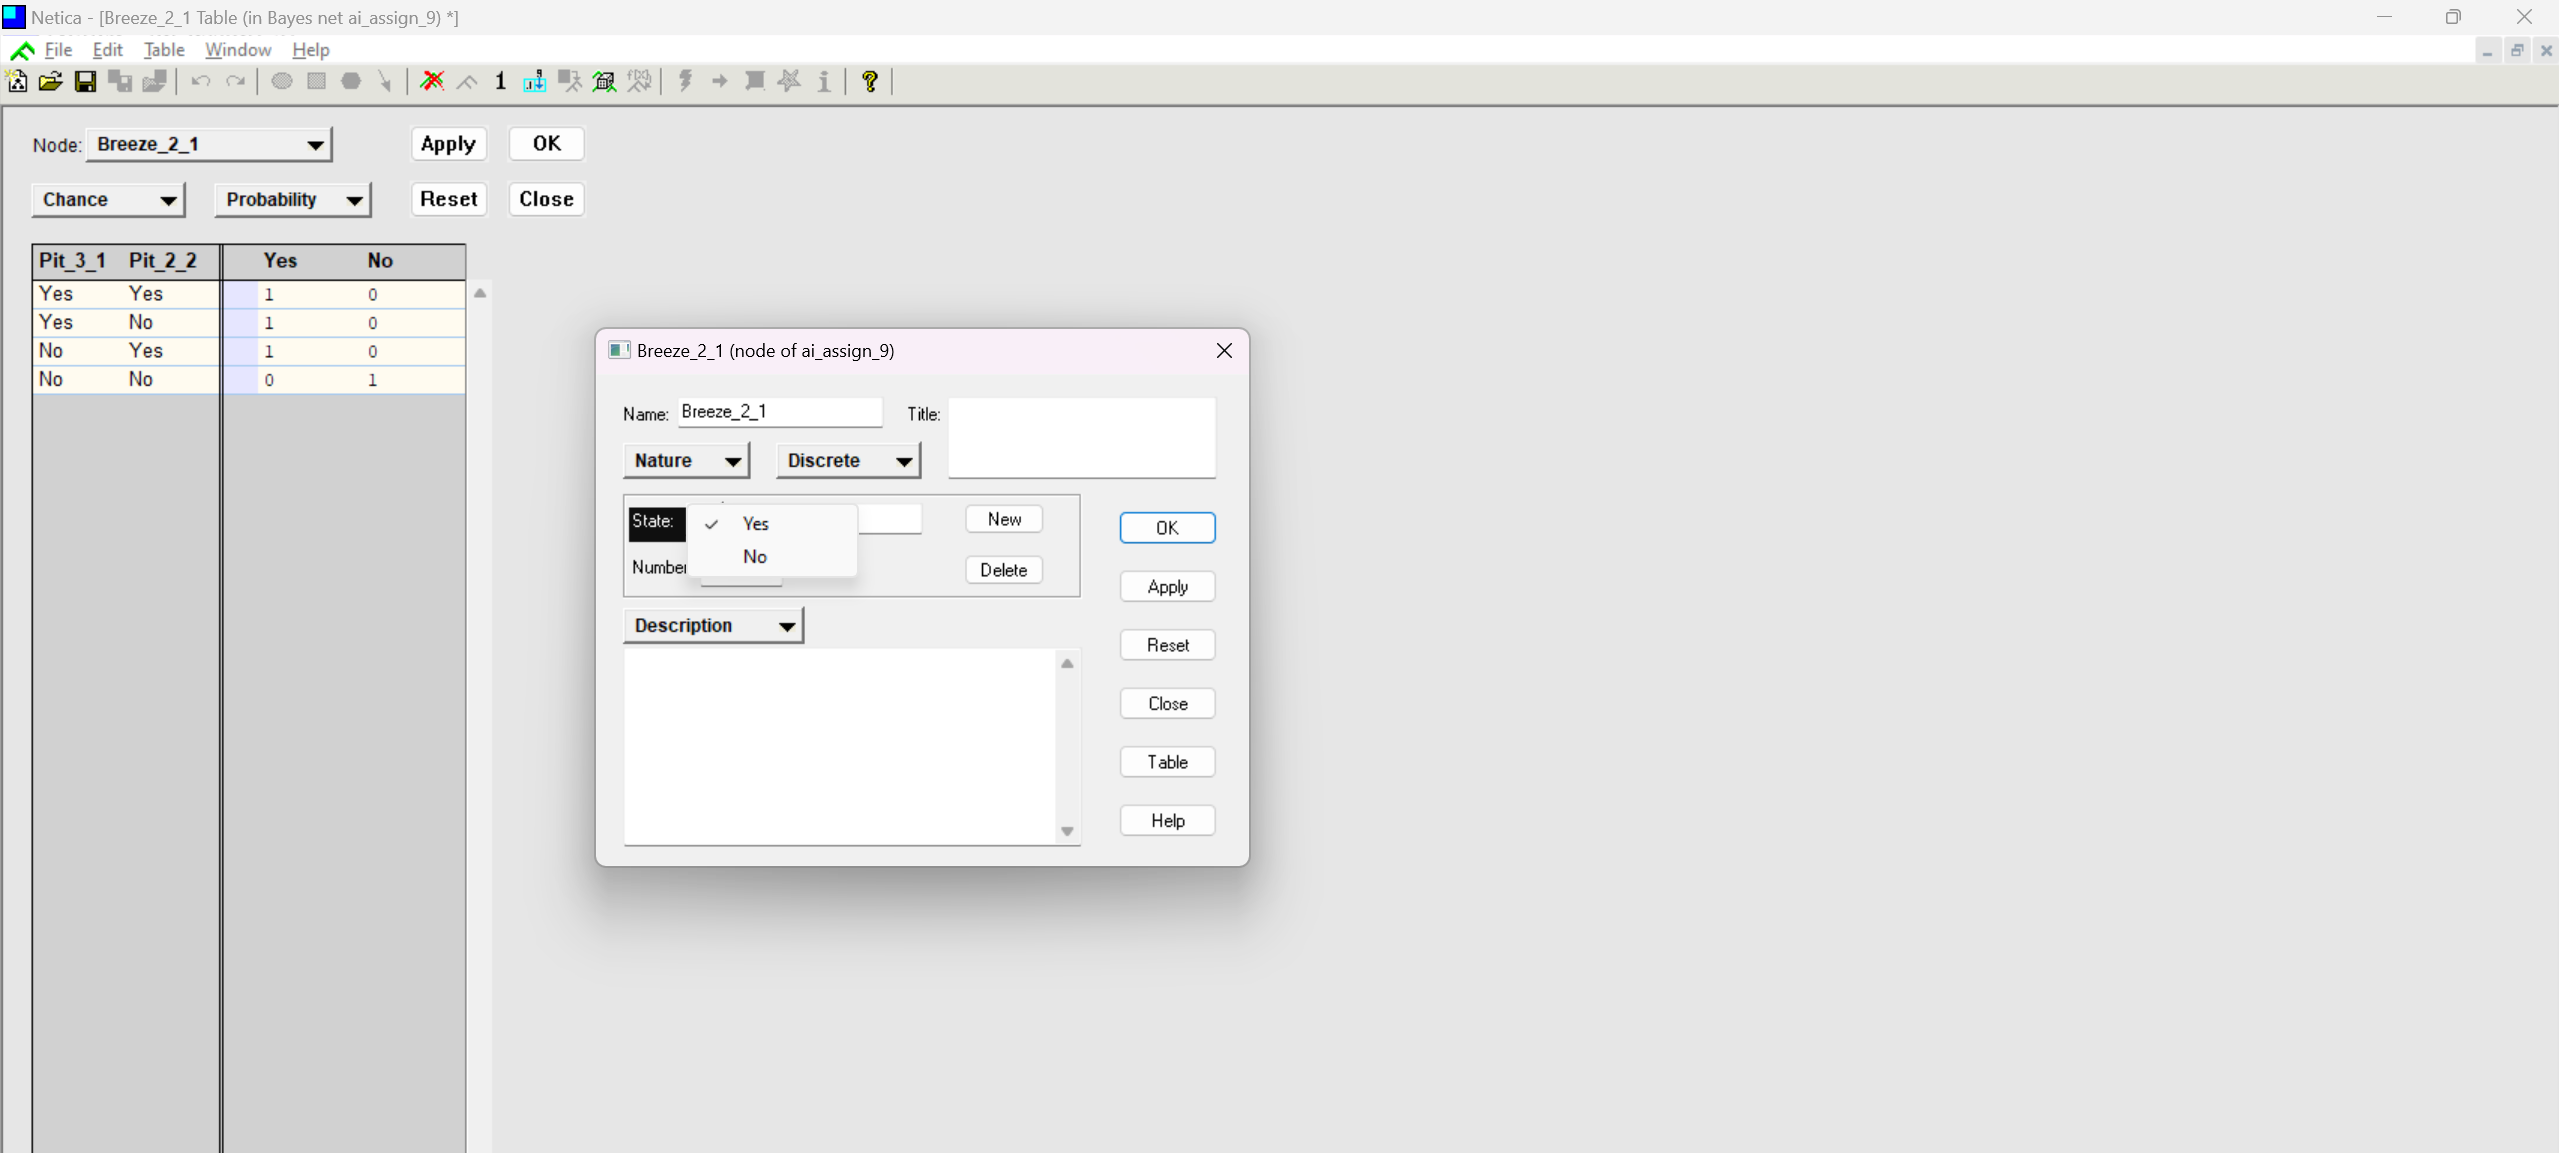 Netica - [Breeze_2_1 Table (in Bayes net ai_assign_9) *]
File Edit Table Window Help
1 ?
Node: Breeze_2_1 Apply OK
Chance Probability Reset Close
Pit_3_1 Pit_2_2 Yes No
Yes Yes 1 0
Yes No 1 0
No Yes 1 0
No No 0 1
Breeze_2_1 (node of ai_assign_9)
Name: Breeze_2_1 Title:
Nature Discrete
State: Yes New OK
No
Number Delete
Apply
Description
Reset
Close
Table
Help